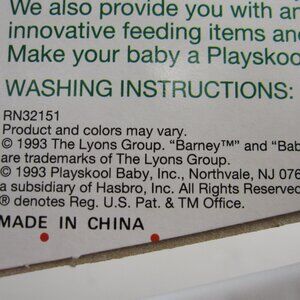 We also provide you with an
innovative feeding items and
Make your baby a Playskool
WASHING INSTRUCTIONS:
RN32151
Product and colors may vary.
© 1993 The Lyons Group. "Barney™" and "Bab
are trademarks of The Lyons Group.
© 1993 Playskool Baby, Inc., Northvale, NJ 076
a subsidiary of Hasbro, Inc. All Rights Reserved
® denotes Reg. U.S. Pat. & TM Office.
MADE IN CHINA